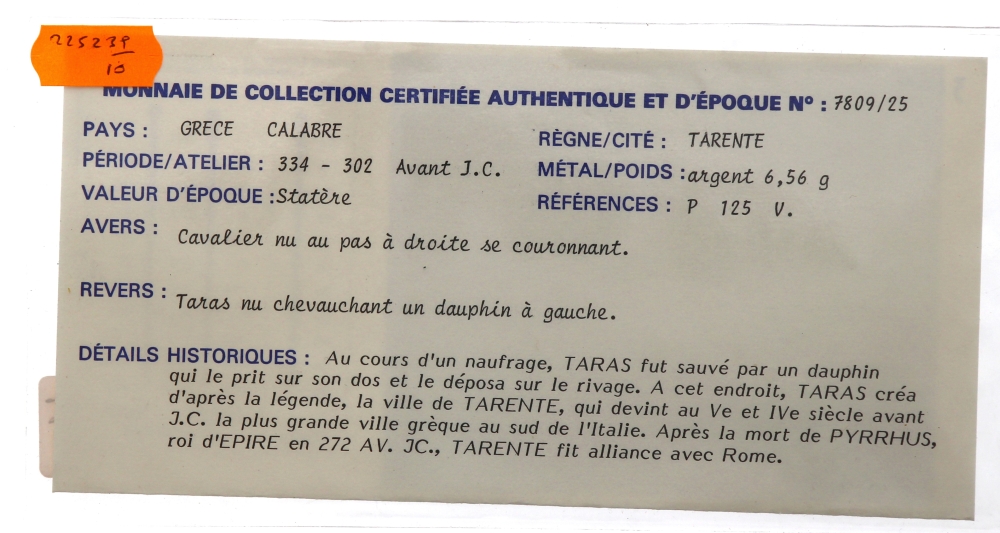 225239
10
MONNAIE DE COLLECTION CERTIFIÉE AUTHENTIQUE ET D'ÉPOQUE N° : 7809/25
PAYS : GRECE CALABRE
RÈGNE/CITÉ : TARENTE
PÉRIODE/ATELIER : 334 - 302 Avant J.C.
MÉTAL/POIDS : argent 6,56 g
VALEUR D'ÉPOQUE : Statère
RÉFÉRENCES : P 125 V.
AVERS : Cavalier nu au pas à droite se couronnant.
REVERS : Taras nu chevauchant un dauphin à gauche.
DÉTAILS HISTORIQUES : Au cours d'un naufrage, TARAS fut sauvé par un dauphin
qui le prit sur son dos et le déposa sur le rivage. A cet endroit, TARAS créa
d'après la légende, la ville de TARENTE, qui devint au Ve et IVe siècle avant
J.C. la plus grande ville grèque au sud de l'Italie. Après la mort de PYRRHUS,
roi d'EPIRE en 272 AV. JC., TARENTE fit alliance avec Rome.